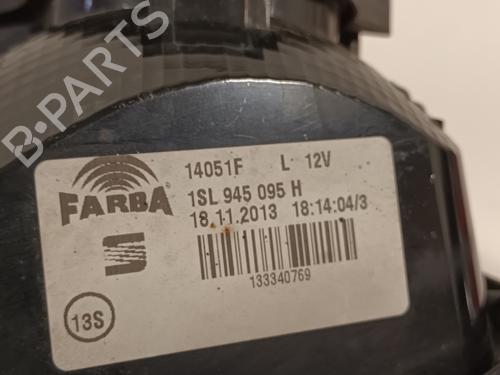 B-PARTS
14051F L 12V
FARBA
1SL 945 095 H
18.11.2013 18:14:04/3
133340769
13S